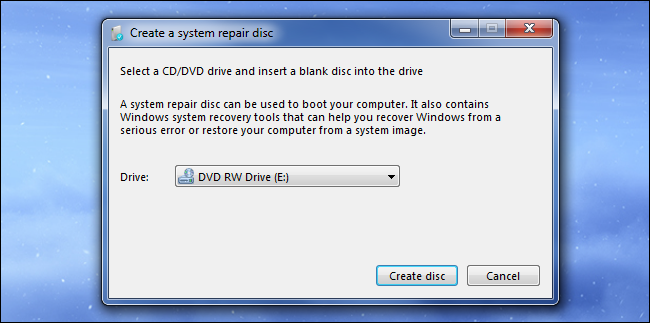 Create a system repair disc
Select a CD/DVD drive and insert a blank disc into the drive
A system repair disc can be used to boot your computer. It also contains
Windows system recovery tools that can help you recover Windows from a
serious error or restore your computer from a system image.
Drive: DVD RW Drive (E:)
Create disc Cancel